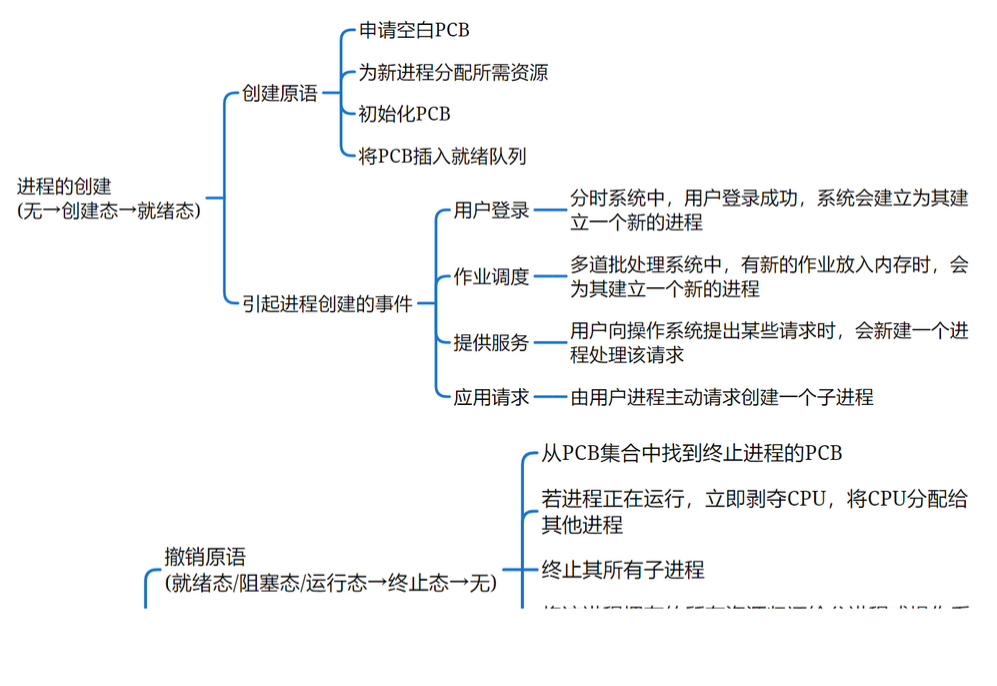 申请空白PCB
为新进程分配所需资源
创建原语
初始化PCB
将PCB插入就绪队列
进程的创建
(无→创建态→就绪态)
用户登录
分时系统中，用户登录成功，系统会建立为其建
立一个新的进程
作业调度
多道批处理系统中，有新的作业放入内存时，会
为其建立一个新的进程
引起进程创建的事件
提供服务
用户向操作系统提出某些请求时，会新建一个进
程处理该请求
应用请求
由用户进程主动请求创建一个子进程
从PCB集合中找到终止进程的PCB
若进程正在运行，立即剥夺CPU，将CPU分配给
其他进程
撤销原语
(就绪态/阻塞态/运行态→终止态→无)
终止其所有子进程